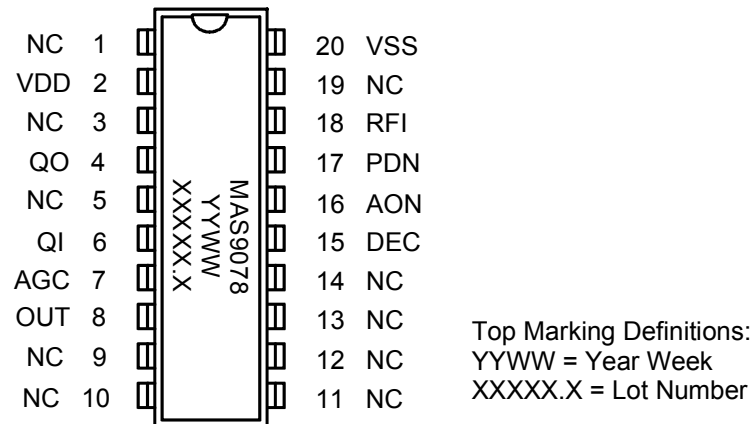 NC 1 20 VSS
VDD 2 19 NC
NC 3 18 RFI
QO 4 17 PDN
NC 5 16 AON
QI 6 15 DEC
AGC 7 14 NC
OUT 8 13 NC
NC 9 12 NC
NC 10 11 NC
MAS9078
YYWW
XXXXX.X
Top Marking Definitions:
YYWW = Year Week
XXXXX.X = Lot Number